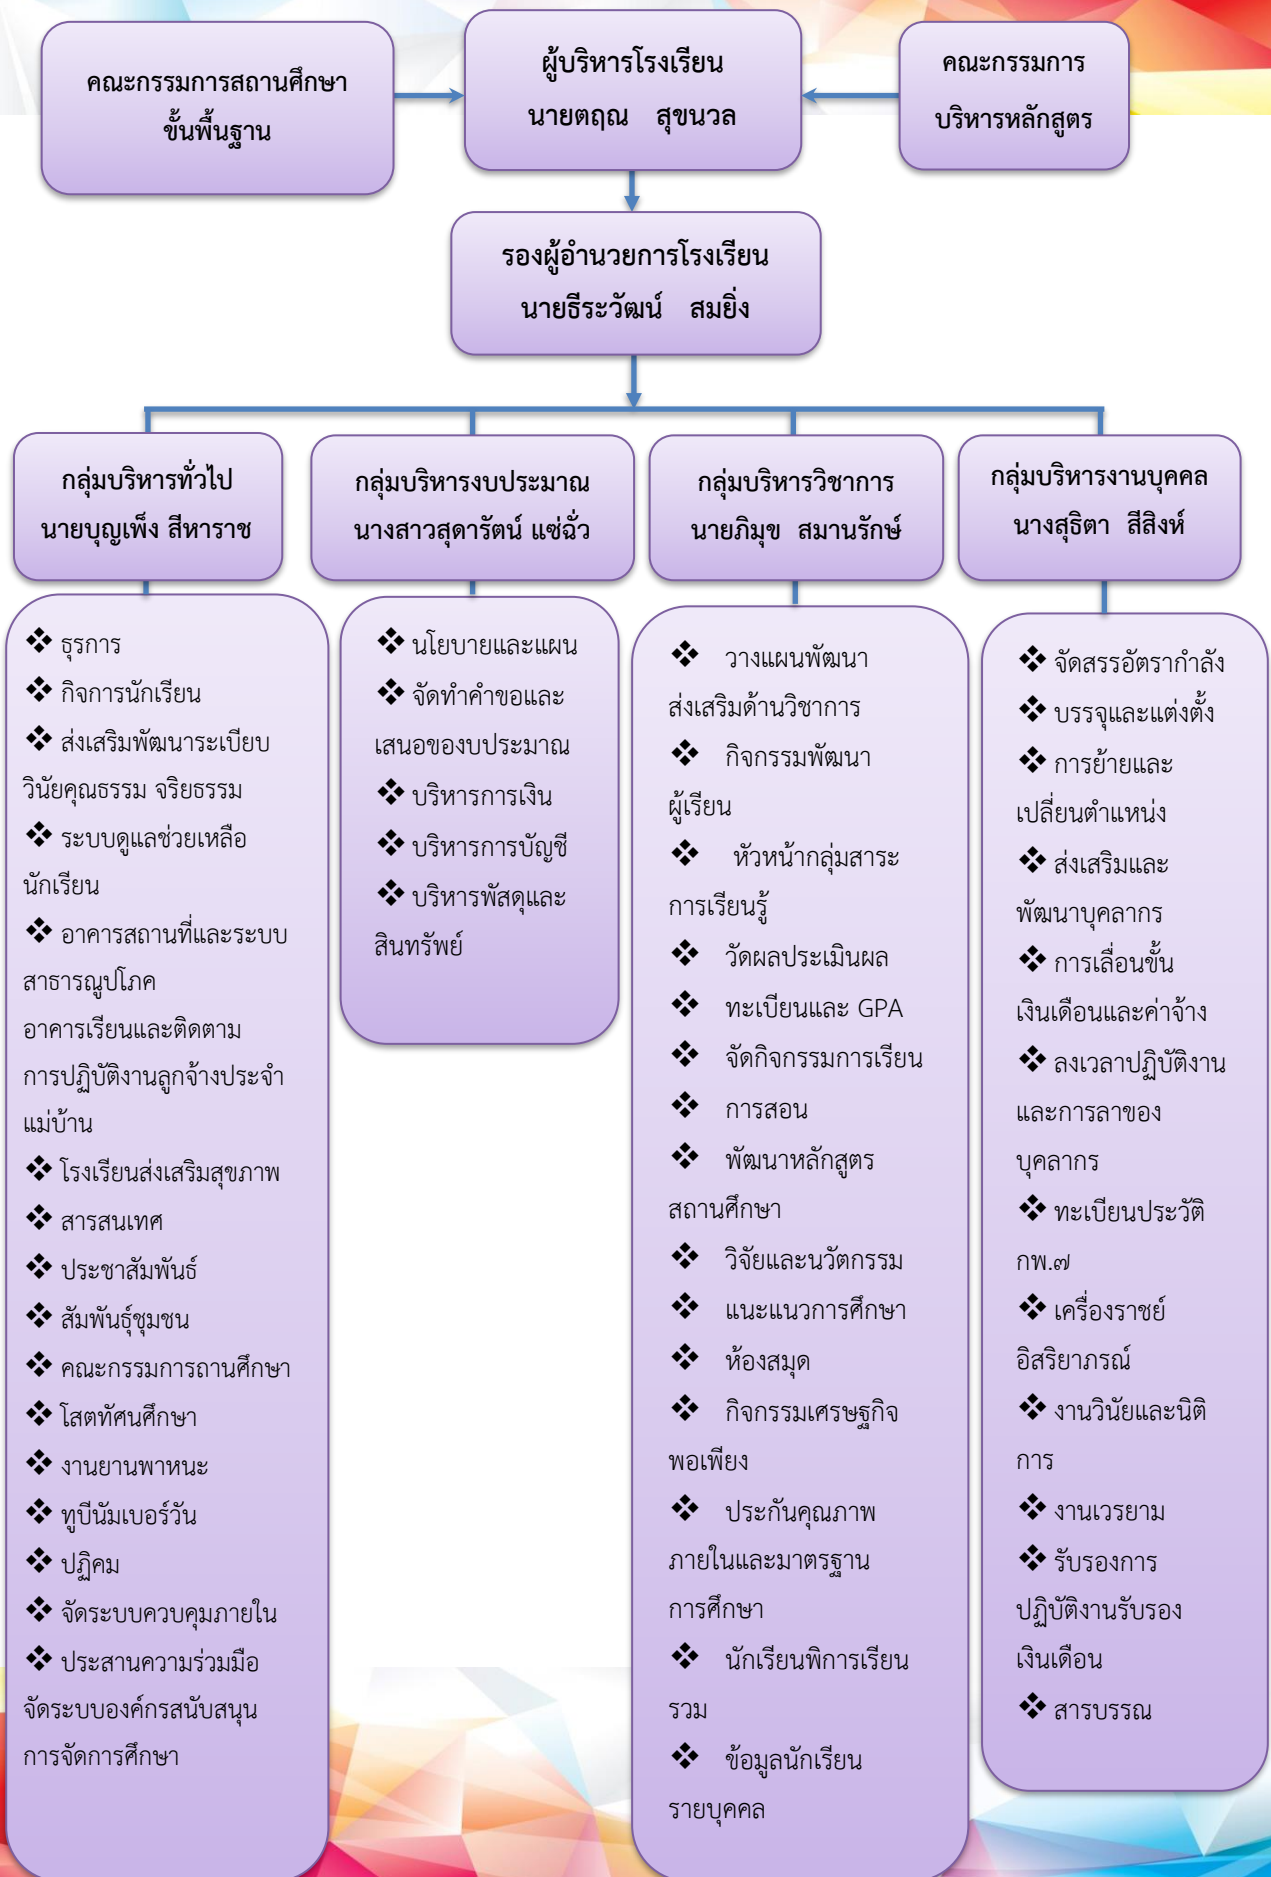 คณะกรรมการสถานศึกษา
ขั้นพื้นฐาน
ผู้บริหารโรงเรียน
นายตฤณ สุขนวล
คณะกรรมการ
บริหารหลักสูตร
รองผู้อำนวยการโรงเรียน
นายธีระวัฒน์ สมยิ่ง
กลุ่มบริหารทั่วไป
นายบุญเพ็ง สีหาราช
กลุ่มบริหารงบประมาณ
นางสาวสุดารัตน์ แซ่ฉั่ว
กลุ่มบริหารวิชาการ
นายภิมุข สมานรักษ์
กลุ่มบริหารงานบุคคล
นางสุธิตา สีสิงห์
❖ ธุรการ
❖ กิจการนักเรียน
❖ ส่งเสริมพัฒนาระเบียบ
วินัยคุณธรรม จริยธรรม
❖ ระบบดูแลช่วยเหลือ
นักเรียน
❖ อาคารสถานที่และระบบ
สาธารณูปโภค
อาคารเรียนและติดตาม
การปฏิบัติงานลูกจ้างประจำ
แม่บ้าน
❖ โรงเรียนส่งเสริมสุขภาพ
❖ สารสนเทศ
❖ ประชาสัมพันธ์
❖ สัมพันธุ์ชุมชน
❖ คณะกรรมการถานศึกษา
❖ โสตทัศนศึกษา
❖ งานยานพาหนะ
❖ ทูบีนัมเบอร์วัน
❖ ปฏิคม
❖ จัดระบบควบคุมภายใน
❖ ประสานความร่วมมือ
จัดระบบองค์กรสนับสนุน
การจัดการศึกษา
❖ นโยบายและแผน
❖ จัดทำคำขอและ
เสนอของบประมาณ
❖ บริหารการเงิน
❖ บริหารการบัญชี
❖ บริหารพัสดุและ
สินทรัพย์
❖ วางแผนพัฒนา
ส่งเสริมด้านวิชาการ
❖ กิจกรรมพัฒนา
ผู้เรียน
❖ หัวหน้ากลุ่มสาระ
การเรียนรู้
❖ วัดผลประเมินผล
❖ ทะเบียนและ GPA
❖ จัดกิจกรรมการเรียน
❖ การสอน
❖ พัฒนาหลักสูตร
สถานศึกษา
❖ วิจัยและนวัตกรรม
❖ แนะแนวการศึกษา
❖ ห้องสมุด
❖ กิจกรรมเศรษฐกิจ
พอเพียง
❖ ประกันคุณภาพ
ภายในและมาตรฐาน
การศึกษา
❖ นักเรียนพิการเรียน
รวม
❖ ข้อมูลนักเรียน
รายบุคคล
❖ จัดสรรอัตรากำลัง
❖ บรรจุและแต่งตั้ง
❖ การย้ายและ
เปลี่ยนตำแหน่ง
❖ ส่งเสริมและ
พัฒนาบุคลากร
❖ การเลื่อนขั้น
เงินเดือนและค่าจ้าง
❖ ลงเวลาปฏิบัติงาน
และการลาของ
บุคลากร
❖ ทะเบียนประวัติ
กพ.๗
❖ เครื่องราชย์
อิสริยาภรณ์
❖ งานวินัยและนิติ
การ
❖ งานเวรยาม
❖ รับรองการ
ปฏิบัติงานรับรอง
เงินเดือน
❖ สารบรรณ